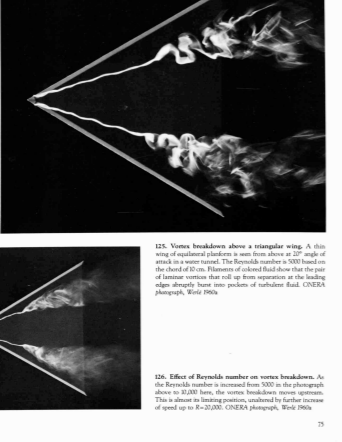 125. Vortex breakdown above a triangular wing. A thin
wing of equilateral planform is seen from above at 20° angle of
attack in a water tunnel. The Reynolds number is 5000 based on
the chord of 10 cm. Filaments of colored fluid show that the pair
of laminar vortices that roll up from separation at the leading
edges abruptly burst into pockets of turbulent fluid. ONERA
photograph, Werlé 1960a
126. Effect of Reynolds number on vortex breakdown. As
the Reynolds number is increased from 5000 in the photograph
above to 10,000 here, the vortex breakdown moves upstream.
This is almost its limiting position, unaltered by further increase
of speed up to R=20,000. ONERA photograph, Werlé 1960a
75